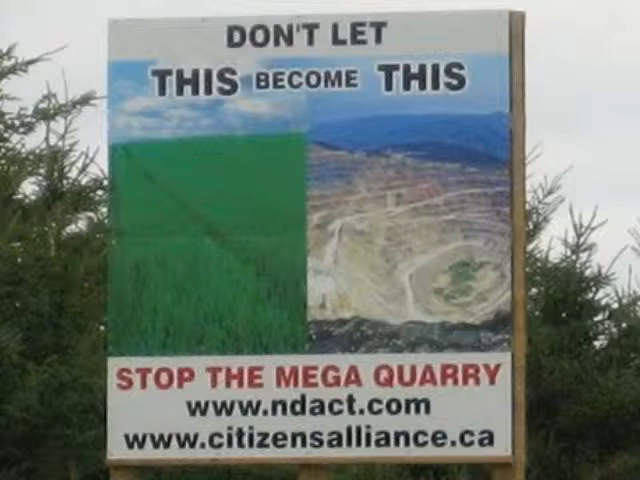 DON'T LET
THIS BECOME THIS
STOP THE MEGA QUARRY
www.ndact.com
www.citizensalliance.ca